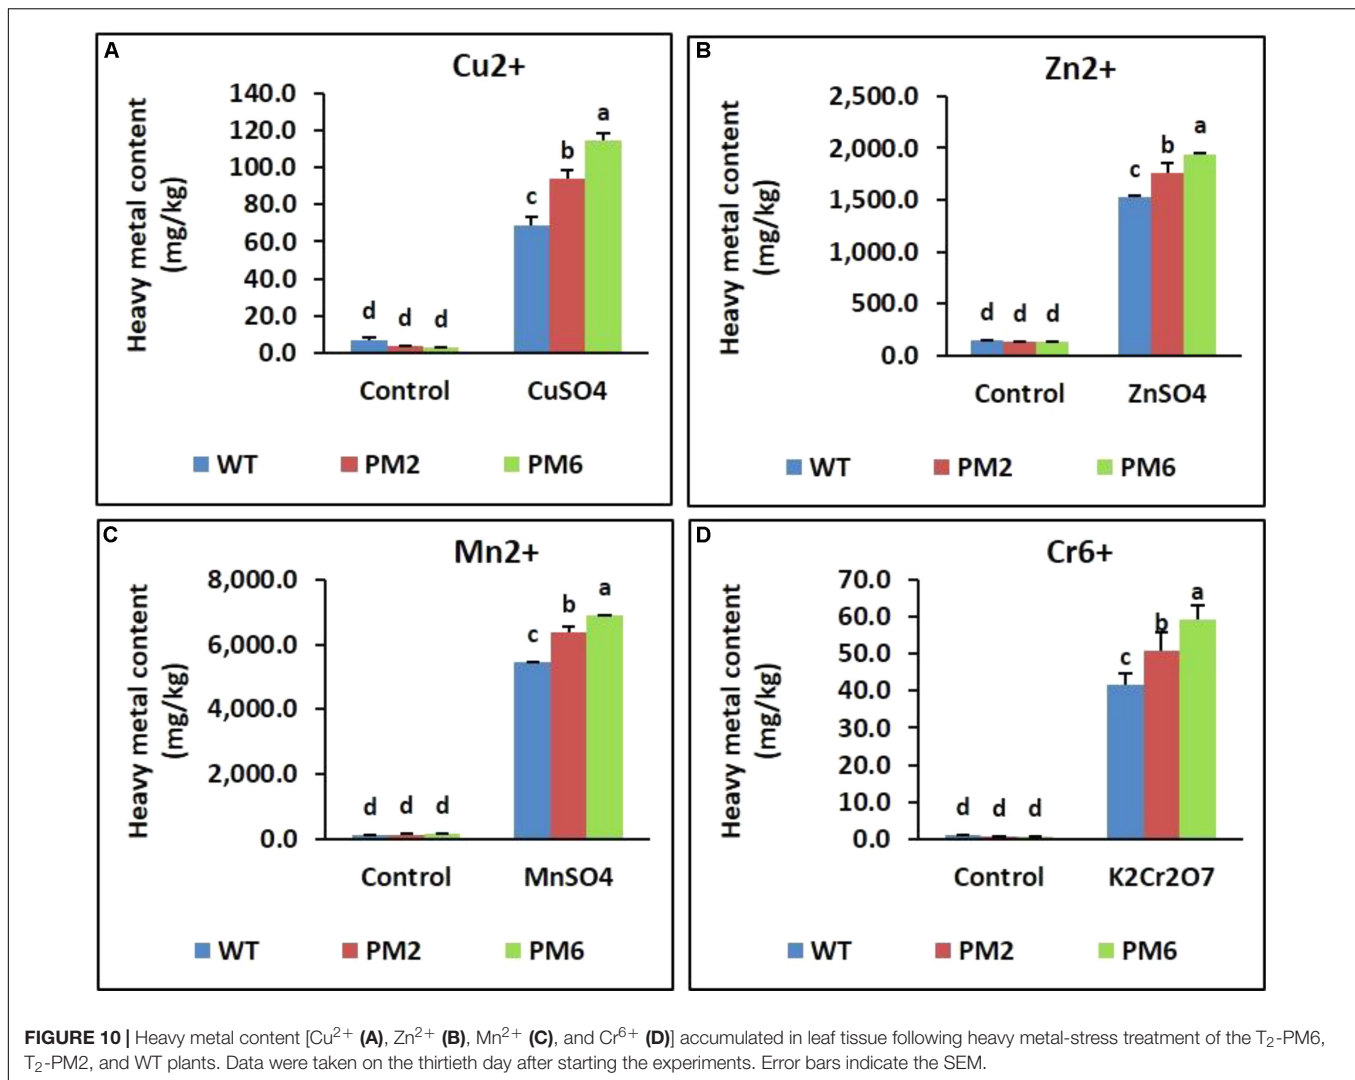 A
Cu2+
Heavy metal content
(mg/kg)
140.0
120.0
100.0
80.0
60.0
40.0
20.0
0.0
d d d
c b a
Control CuSO4
WT PM2 PM6
B
Zn2+
Heavy metal content
(mg/kg)
2,500.0
2,000.0
1,500.0
1,000.0
500.0
0.0
d d d
c b a
Control ZnSO4
WT PM2 PM6
C
Mn2+
Heavy metal content
(mg/kg)
8,000.0
6,000.0
4,000.0
2,000.0
0.0
d d d
c b a
Control MnSO4
WT PM2 PM6
D
Cr6+
Heavy metal content
(mg/kg)
70.0
60.0
50.0
40.0
30.0
20.0
10.0
0.0
d d d
c b a
Control K2Cr2O7
WT PM2 PM6
FIGURE 10 | Heavy metal content [Cu²⁺ (A), Zn²⁺ (B), Mn²⁺ (C), and Cr⁶⁺ (D)] accumulated in leaf tissue following heavy metal-stress treatment of the T₂-PM6,
T₂-PM2, and WT plants. Data were taken on the thirtieth day after starting the experiments. Error bars indicate the SEM.